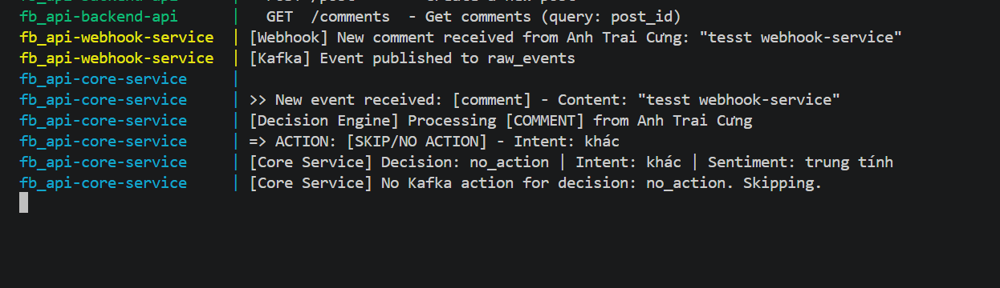 fb_api-backend-api | GET /comments - Get comments (query: post_id)
fb_api-webhook-service | [Webhook] New comment received from Anh Trai Cưng: "tesst webhook-service"
fb_api-webhook-service | [Kafka] Event published to raw_events
fb_api-core-service |
fb_api-core-service | >> New event received: [comment] - Content: "tesst webhook-service"
fb_api-core-service | [Decision Engine] Processing [COMMENT] from Anh Trai Cưng
fb_api-core-service | => ACTION: [SKIP/NO ACTION] - Intent: khác
fb_api-core-service | [Core Service] Decision: no_action | Intent: khác | Sentiment: trung tính
fb_api-core-service | [Core Service] No Kafka action for decision: no_action. Skipping.